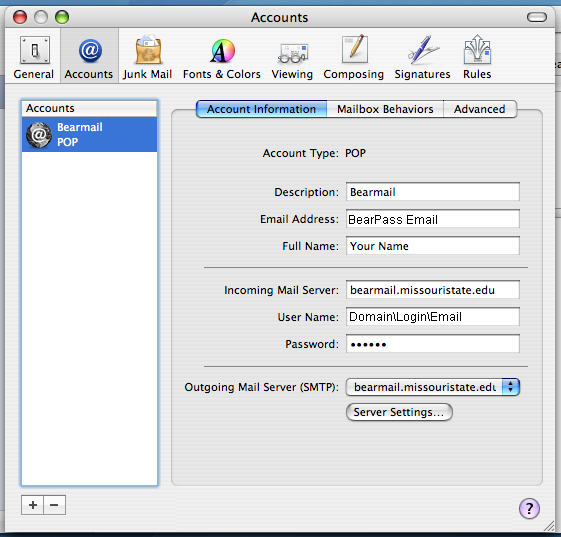 Accounts
General Accounts Junk Mail Fonts & Colors Viewing Composing Signatures Rules
Accounts
Bearmail
POP
Account Information Mailbox Behaviors Advanced
Account Type: POP
Description: Bearmail
Email Address: BearPass Email
Full Name: Your Name
Incoming Mail Server: bearmail.missouristate.edu
User Name: Domain\Login\Email
Password: ••••••
Outgoing Mail Server (SMTP): bearmail.missouristate.edu
Server Settings...
+ −
?